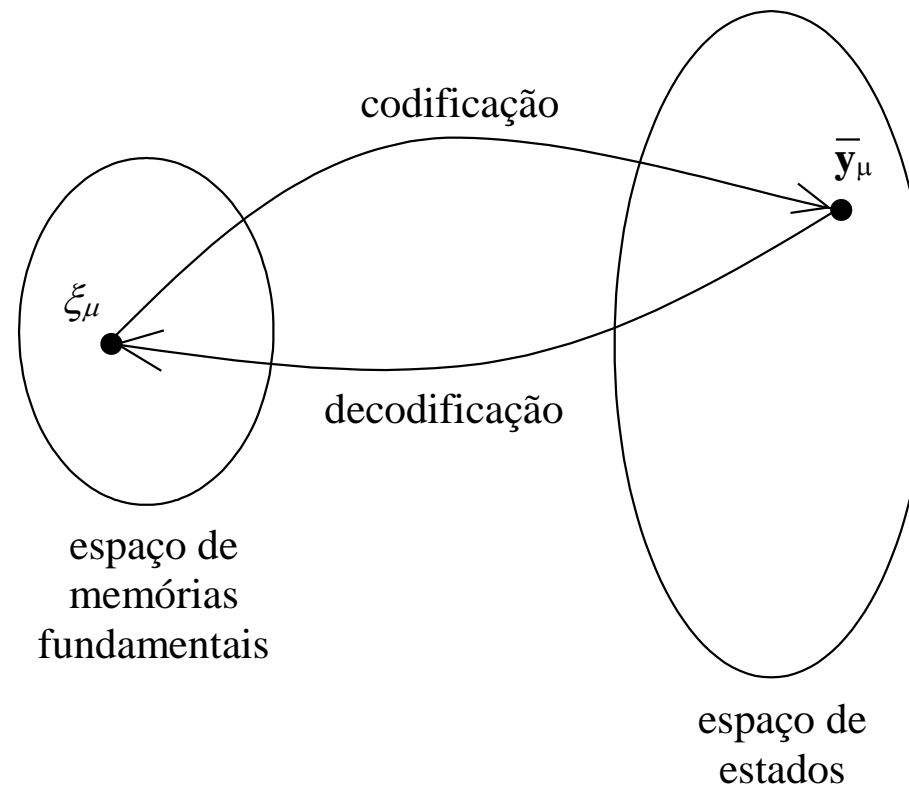 codificação
ȳμ
ξμ
decodificação
espaço de
memórias
fundamentais
espaço de
estados